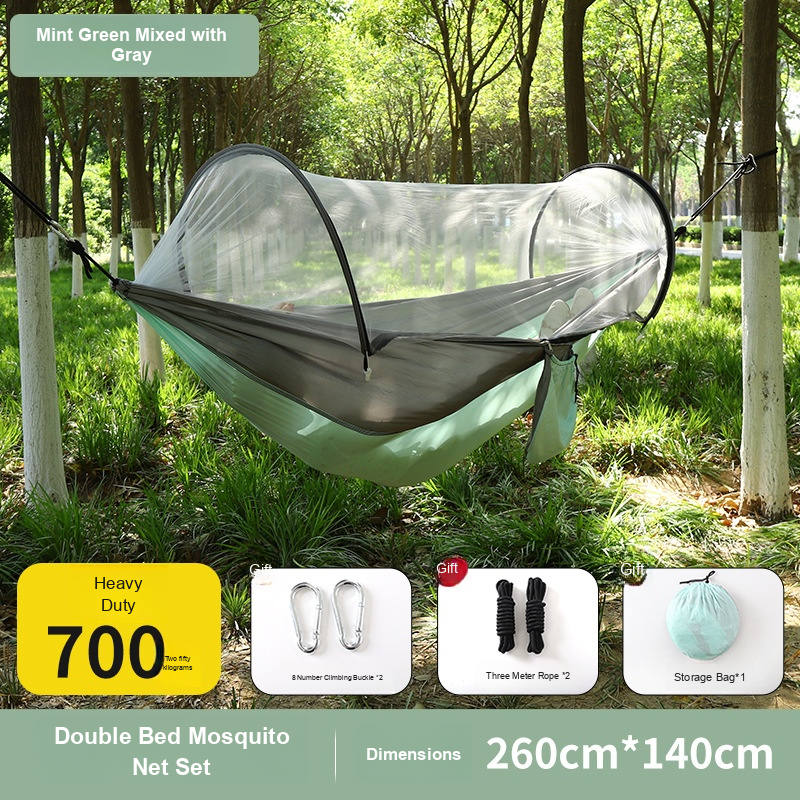 Mint Green Mixed with
Gray
Heavy
Duty
700
Two fifty
kilograms
Gift
8 Number Climbing Buckle *2
Gift
Three Meter Rope *2
Gift
Storage Bag*1
Double Bed Mosquito
Net Set
Dimensions
260cm*140cm